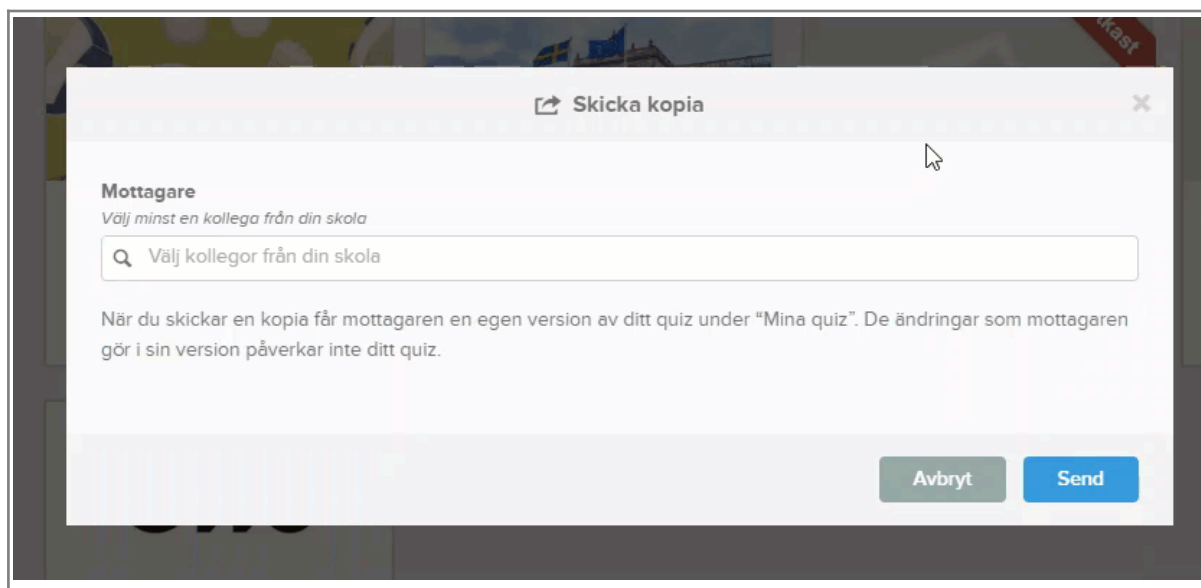 Skicka kopia
Mottagare
Välj minst en kollega från din skola
Välj kollegor från din skola
När du skickar en kopia får mottagaren en egen version av ditt quiz under “Mina quiz”. De ändringar som mottagaren
gör i sin version påverkar inte ditt quiz.
Avbryt Send